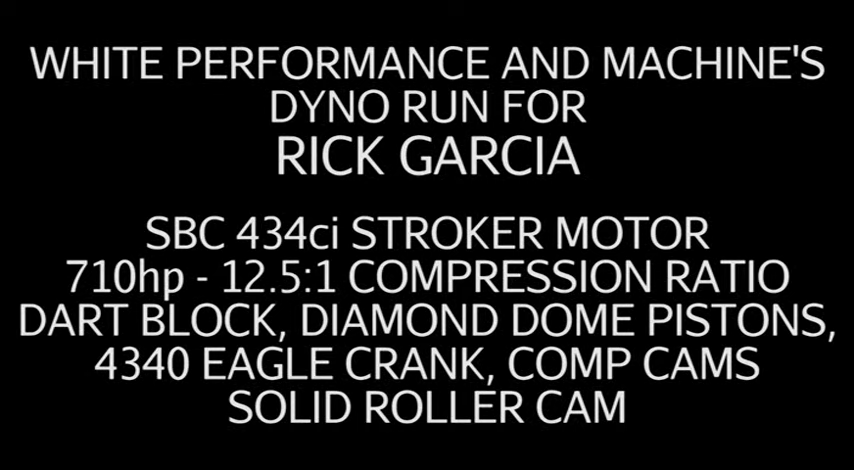 WHITE PERFORMANCE AND MACHINE'S
DYNO RUN FOR
RICK GARCIA
SBC 434ci STROKER MOTOR
710hp - 12.5:1 COMPRESSION RATIO
DART BLOCK, DIAMOND DOME PISTONS,
4340 EAGLE CRANK, COMP CAMS
SOLID ROLLER CAM